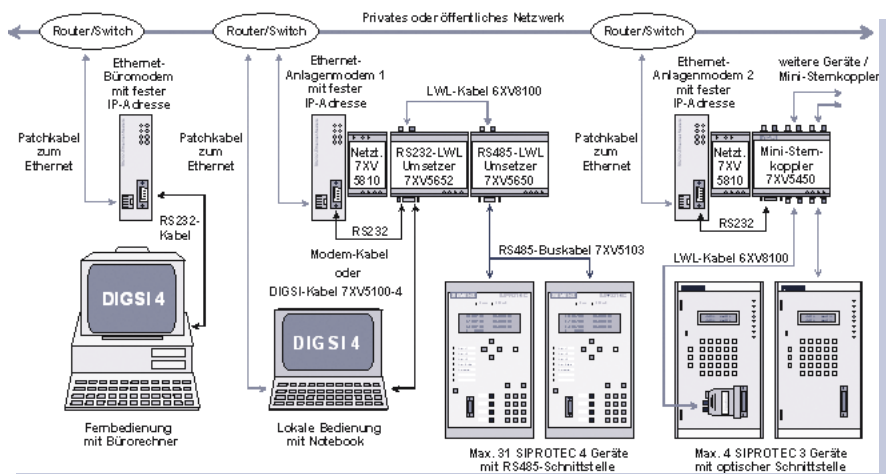 Privates oder öffentliches Netzwerk
Router/Switch
Router/Switch
Router/Switch
Ethernet-
Büromodem
mit fester
IP-Adresse
Patchkabel
zum
Ethernet
RS232-
Kabel
DIGSI 4
Fernbedienung
mit Bürorechner
Patchkabel
zum
Ethernet
Ethernet-
Anlagenmodem 1
mit fester
IP-Adresse
Netzt.
7XV
5810
RS232-LWL
Umsetzer
7XV5652
LWL-Kabel 6XV8100
RS485-LWL
Umsetzer
7XV5650
RS232
Modem-Kabel
oder
DIGSI-Kabel 7XV5100-4
DIGSI 4
Lokale Bedienung
mit Notebook
RS485-Buskabel 7XV5103
SIEMENS
SIPROTEC
SIPROTEC
Max. 31 SIPROTEC 4 Geräte
mit RS485-Schnittstelle
Ethernet-
Anlagenmodem 2
mit fester
IP-Adresse
weitere Geräte /
Mini-Sternkoppler
Patchkabel
zum
Ethernet
Netzt.
7XV
5810
Mini-Stern-
koppler
7XV5450
RS232
LWL-Kabel 6XV8100
Max. 4 SIPROTEC 3 Geräte
mit optischer Schnittstelle